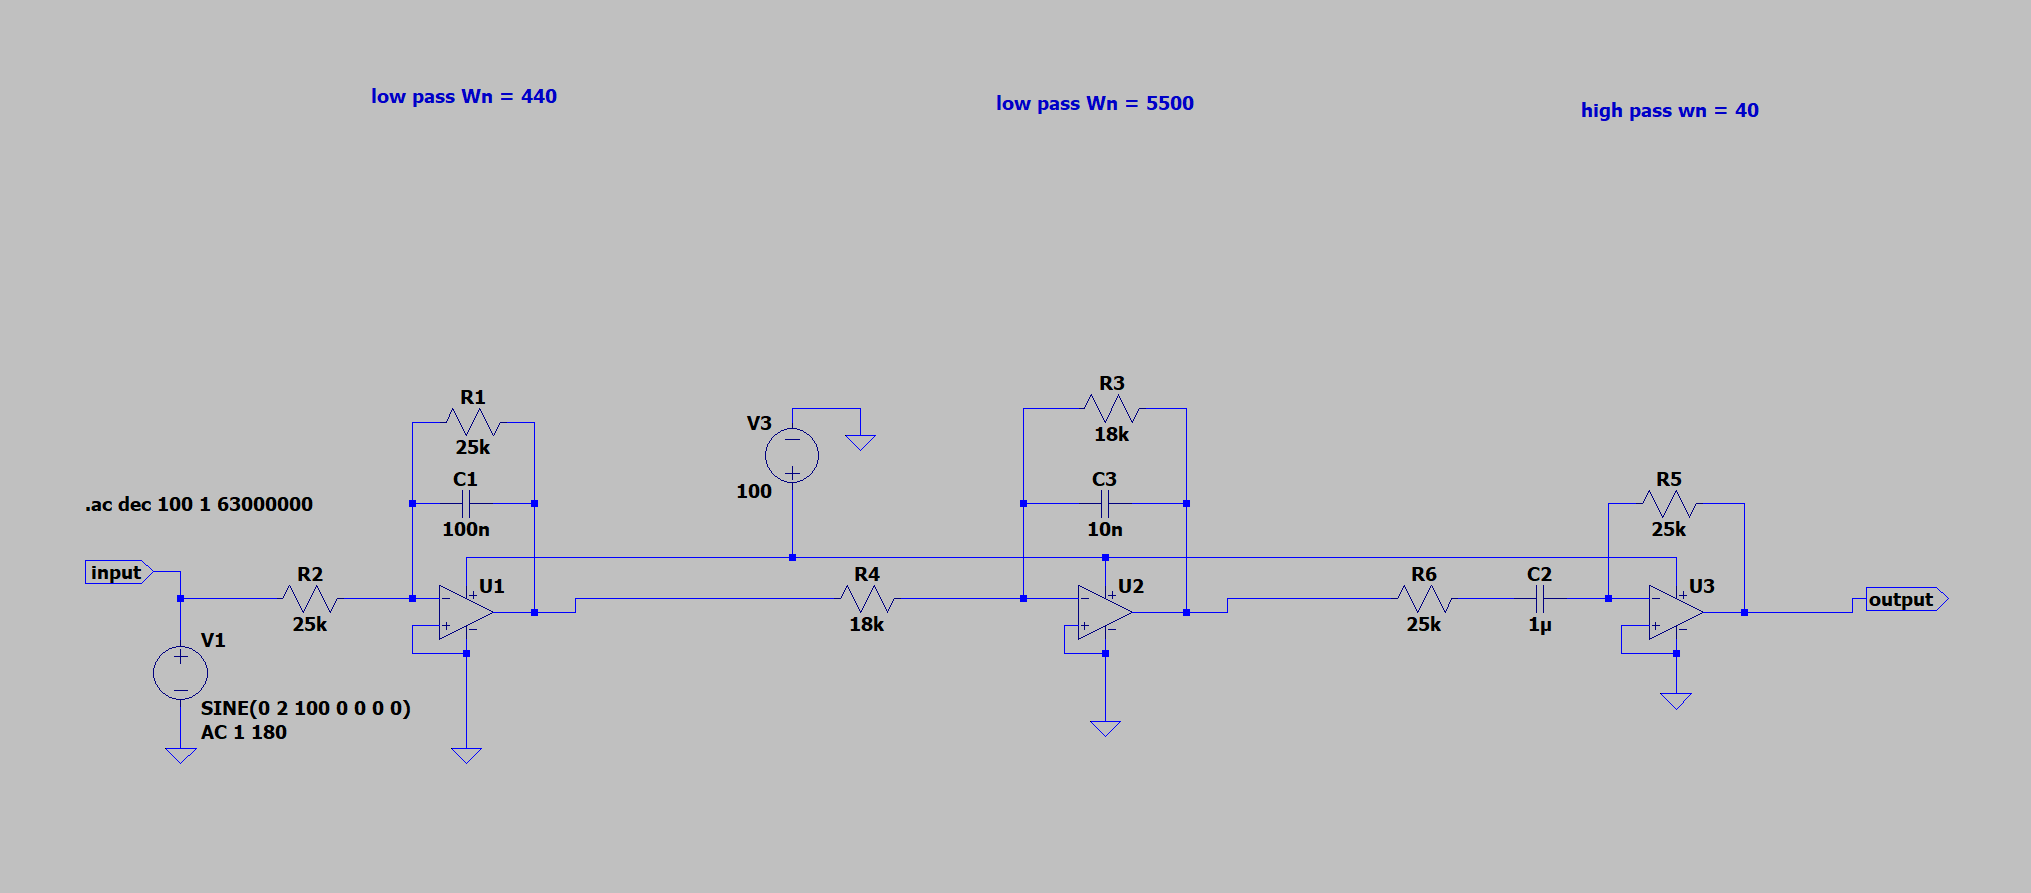 low pass Wn = 440
low pass Wn = 5500
high pass wn = 40
R1
25k
C1
100n
V3
100
R3
18k
C3
10n
R5
25k
.ac dec 100 1 63000000
input
R2
25k
U1
R4
18k
U2
R6
25k
C2
1µ
U3
output
V1
SINE(0 2 100 0 0 0 0)
AC 1 180